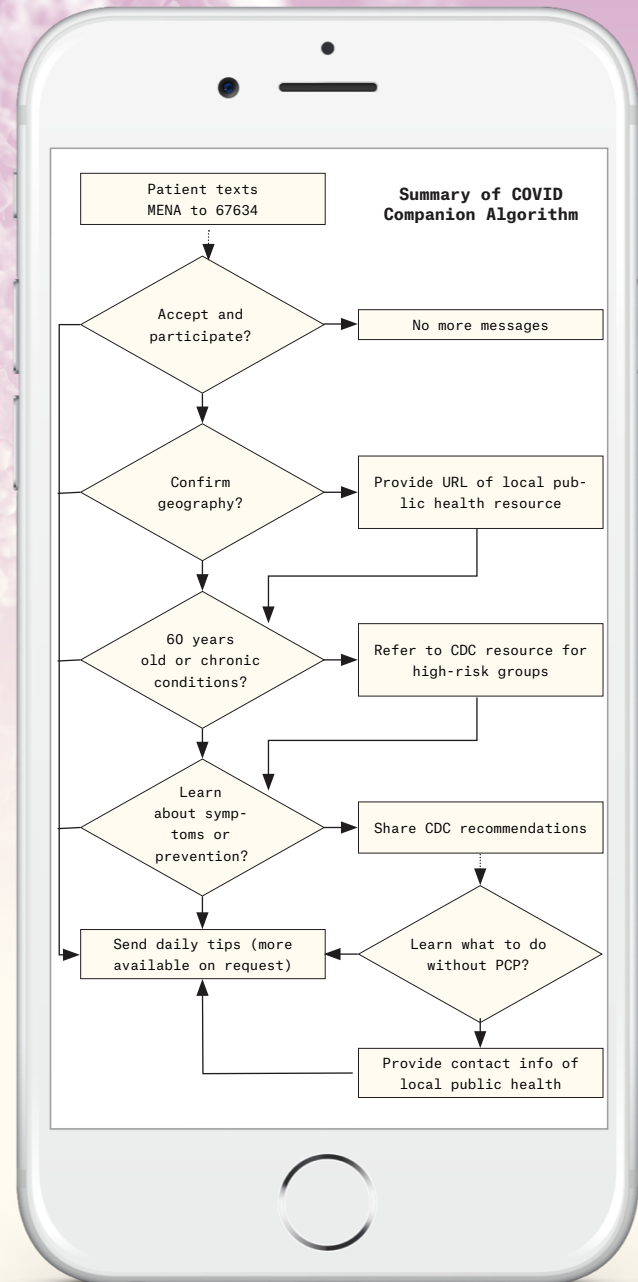 Patient texts
MENA to 67634
Summary of COVID
Companion Algorithm
Accept and
participate?
No more messages
Confirm
geography?
Provide URL of local pub-
lic health resource
60 years
old or chronic
conditions?
Refer to CDC resource for
high-risk groups
Learn
about symp-
toms or
prevention?
Share CDC recommendations
Send daily tips (more
available on request)
Learn what to do
without PCP?
Provide contact info of
local public health